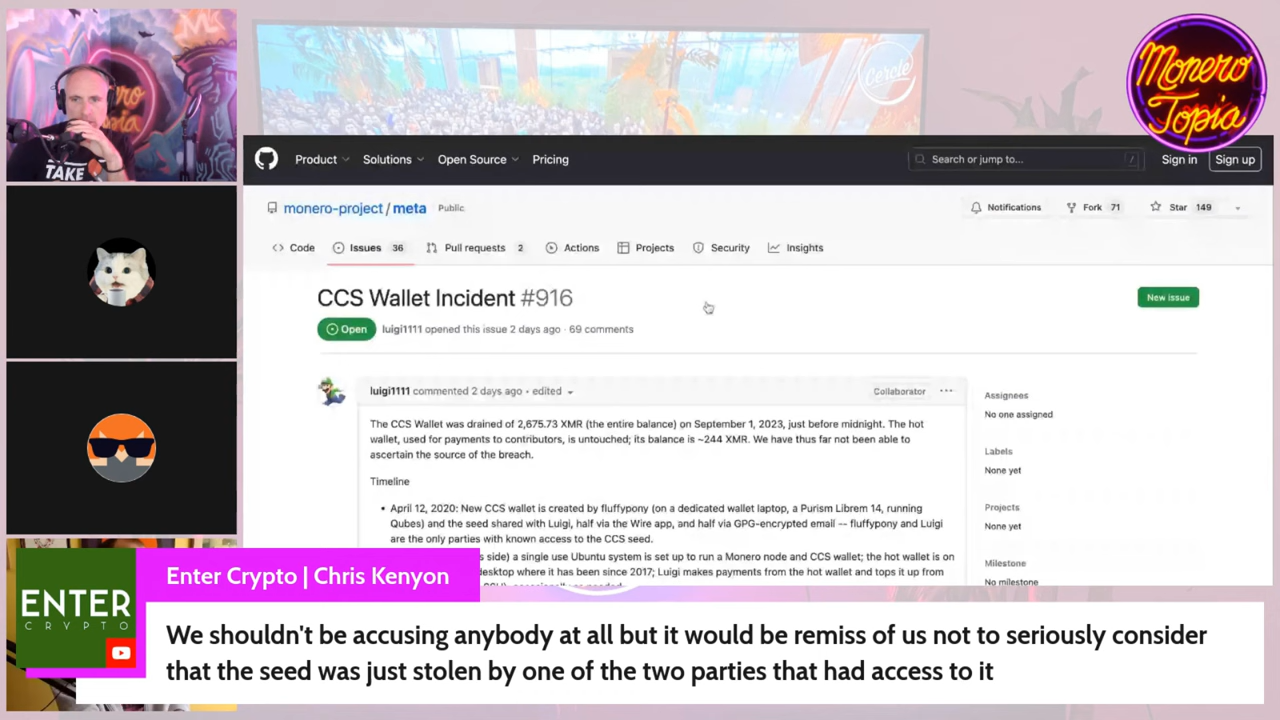 TAKE
Cercle
Monero
Topia
Product
Solutions
Open Source
Pricing
Search or jump to...
/
Sign in
Sign up
monero-project / meta
Public
Notifications
Fork 71
Star 149
Code
Issues 36
Pull requests 2
Actions
Projects
Security
Insights
CCS Wallet Incident #916
New issue
Open
luigi1111 opened this issue 2 days ago · 69 comments
luigi1111 commented 2 days ago • edited
Collaborator
The CCS Wallet was drained of 2,675.73 XMR (the entire balance) on September 1, 2023, just before midnight. The hot
wallet, used for payments to contributors, is untouched; its balance is ~244 XMR. We have thus far not been able to
ascertain the source of the breach.
Timeline
• April 12, 2020: New CCS wallet is created by fluffypony (on a dedicated wallet laptop, a Purism Librem 14, running
Qubes) and the seed shared with Luigi, half via the Wire app, and half via GPG-encrypted email -- fluffypony and Luigi
are the only parties with known access to the CCS seed.
side) a single use Ubuntu system is set up to run a Monero node and CCS wallet; the hot wallet is on
desktop where it has been since 2017; Luigi makes payments from the hot wallet and tops it up from
Assignees
No one assigned
Labels
None yet
Projects
None yet
Milestone
No milestone
ENTER
CRYPTO
Enter Crypto | Chris Kenyon
We shouldn't be accusing anybody at all but it would be remiss of us not to seriously consider
that the seed was just stolen by one of the two parties that had access to it